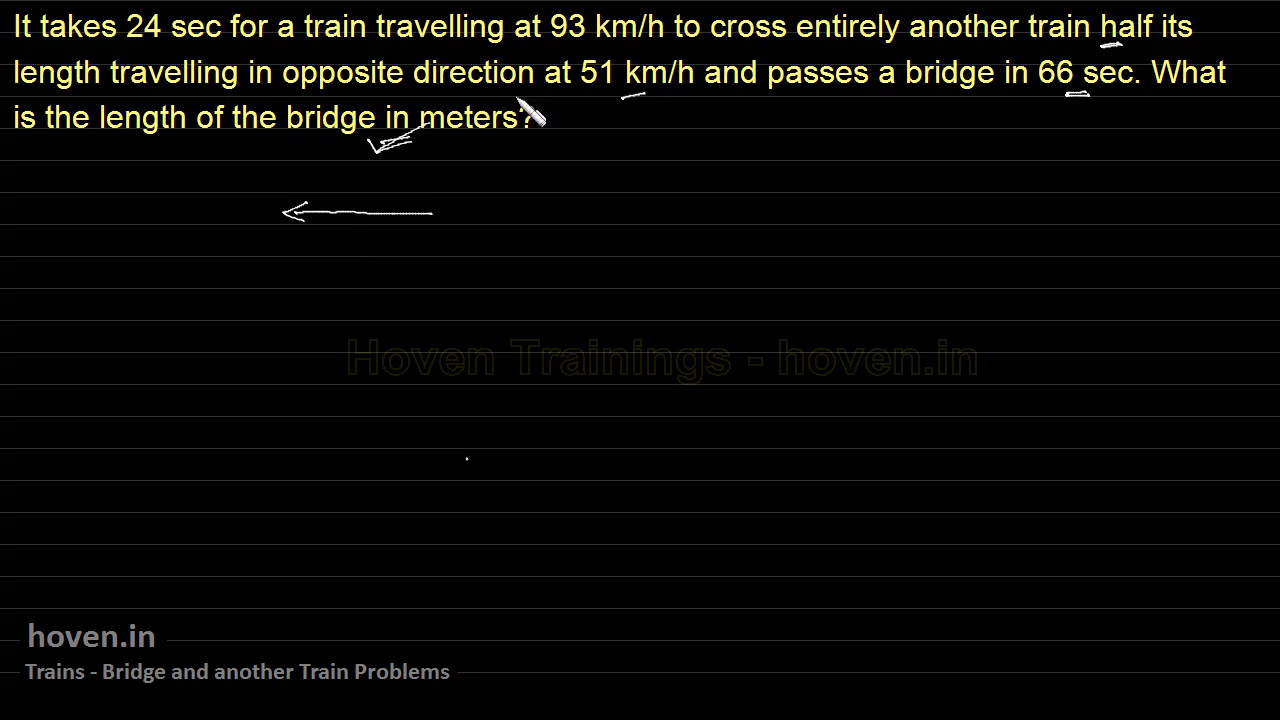 It takes 24 sec for a train travelling at 93 km/h to cross entirely another train half its
length travelling in opposite direction at 51 km/h and passes a bridge in 66 sec. What
is the length of the bridge in meters?
Hoven Trainings - hoven.in
hoven.in
Trains - Bridge and another Train Problems